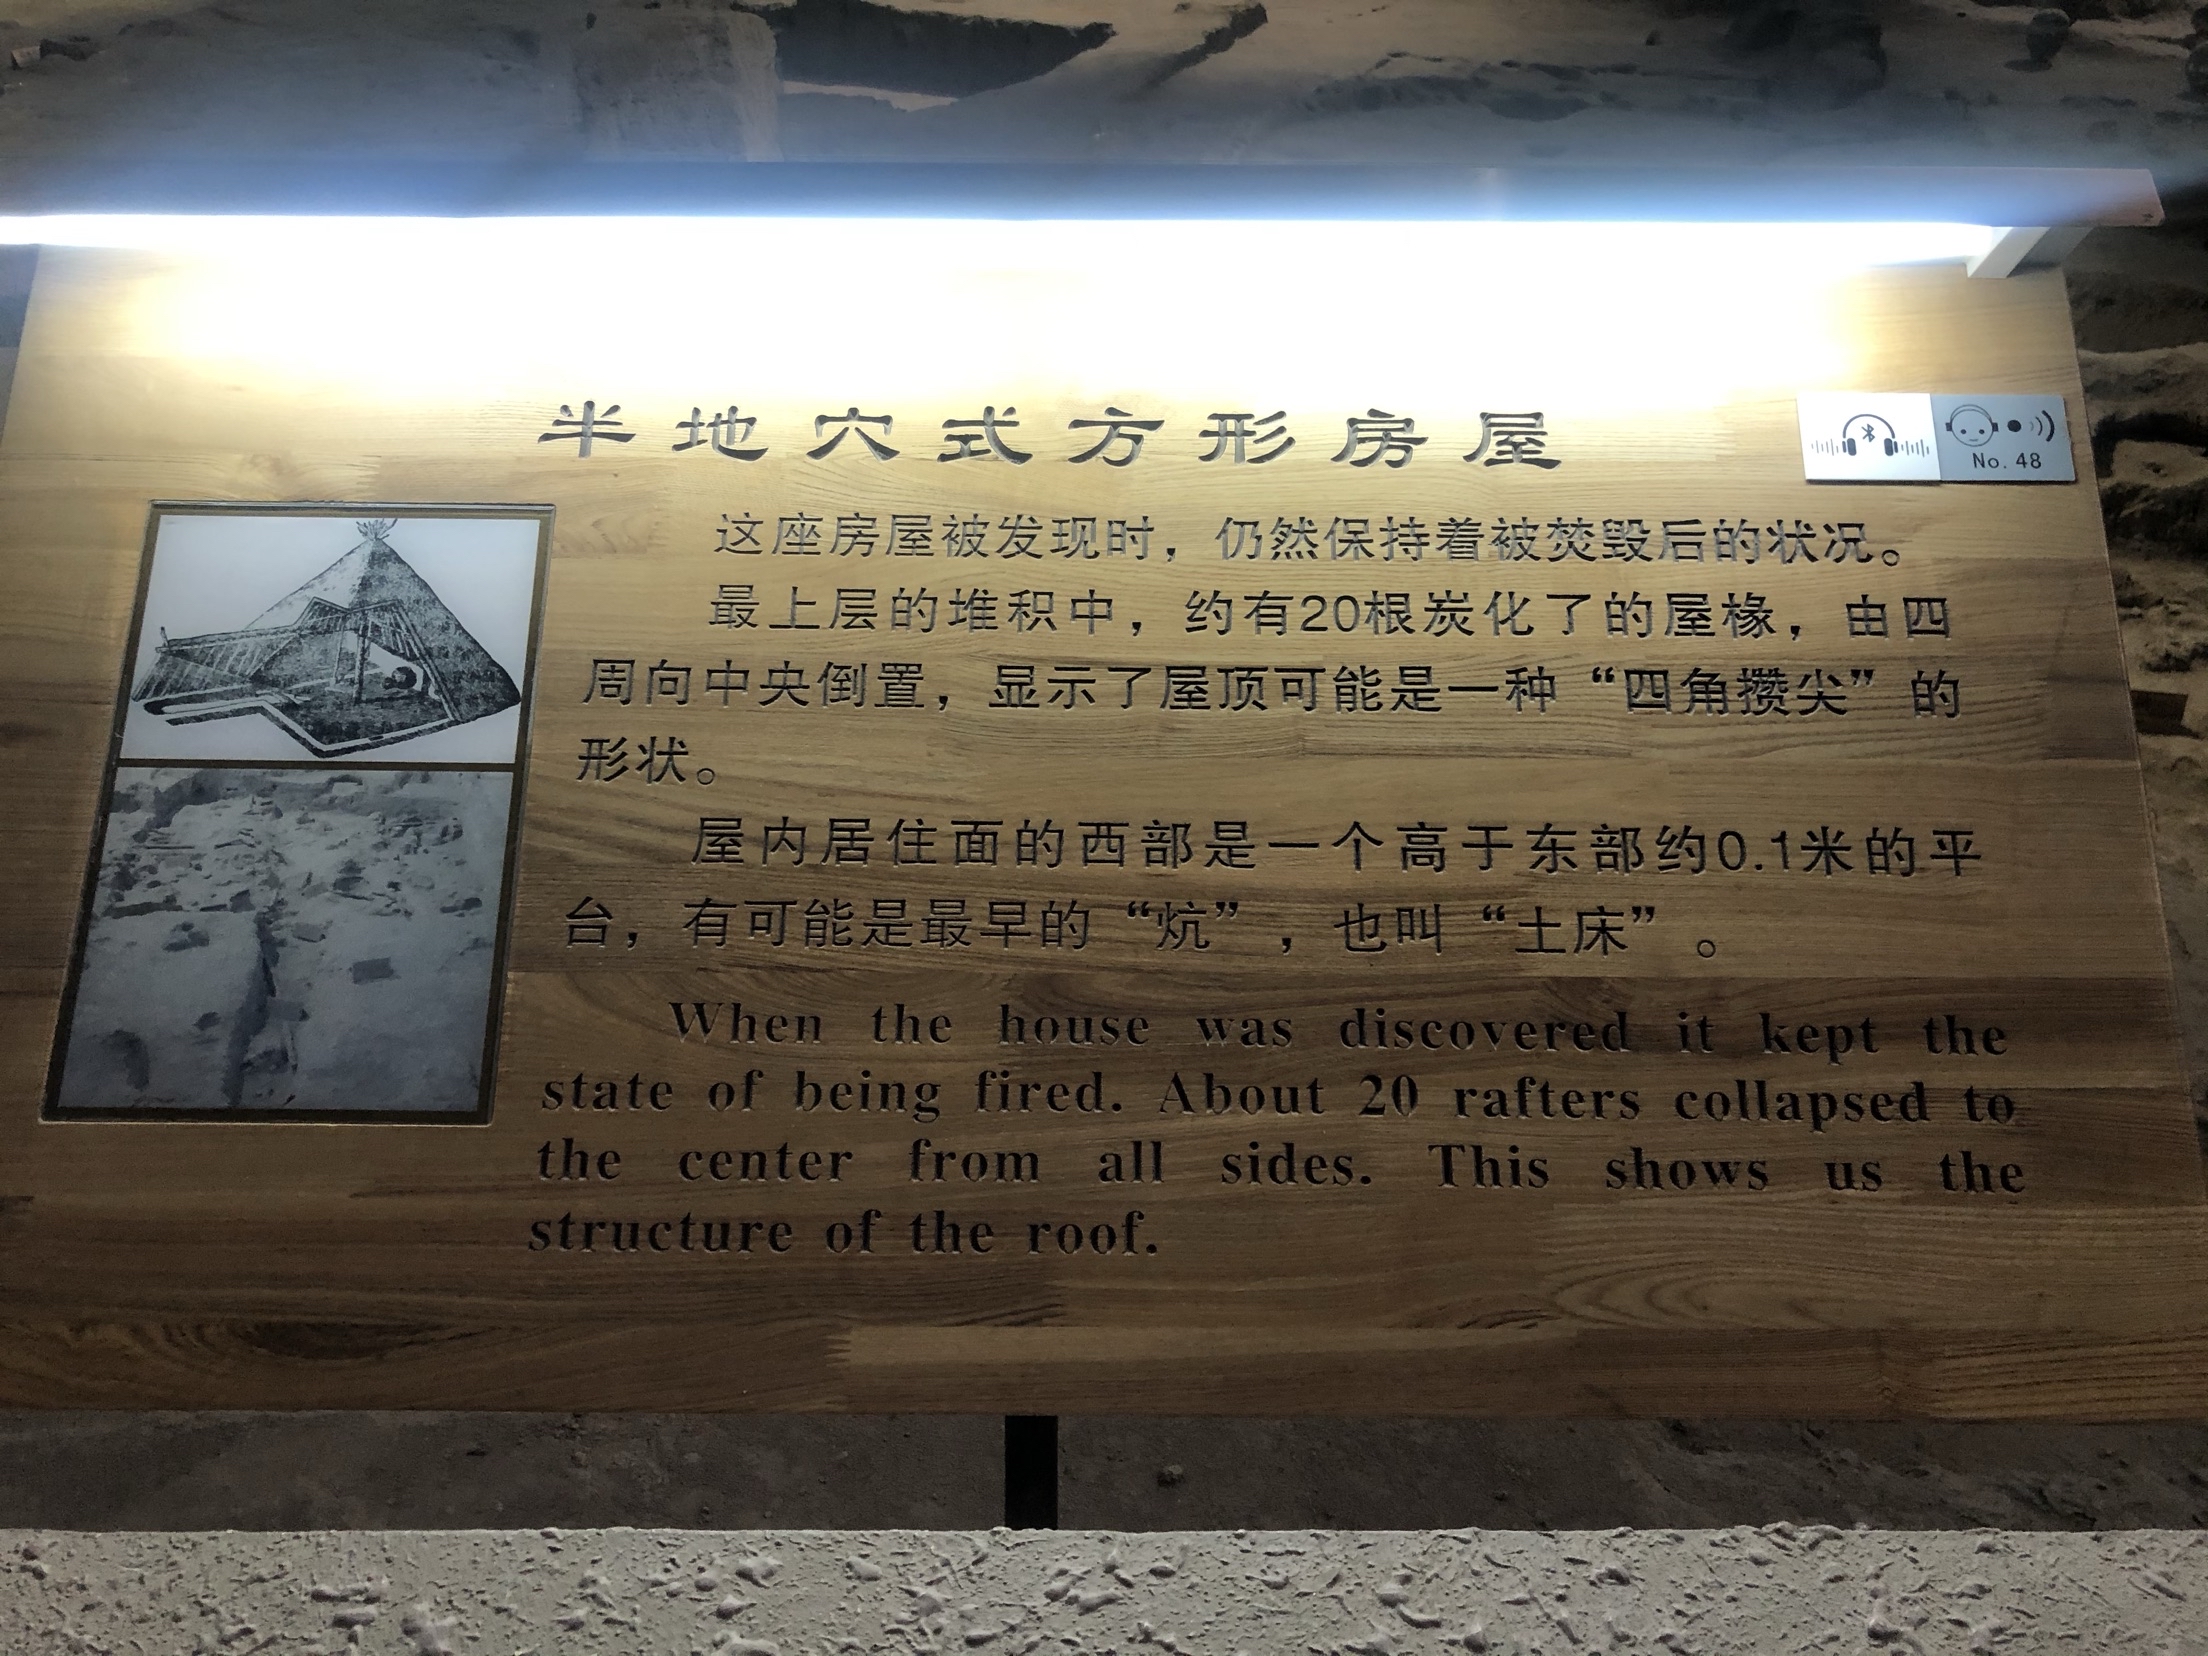 半地穴式方形房屋
No. 48
这座房屋被发现时，仍然保持着被焚毁后的状况。
最上层的堆积中，约有20根炭化了的屋椽，由四
周向中央倒置，显示了屋顶可能是一种“四角攒尖”的
形状。
屋内居住面的西部是一个高于东部约0.1米的平
台，有可能是最早的“炕”，也叫“土床”。
When the house was discovered it kept the
state of being fired. About 20 rafters collapsed to
the center from all sides. This shows us the
structure of the roof.